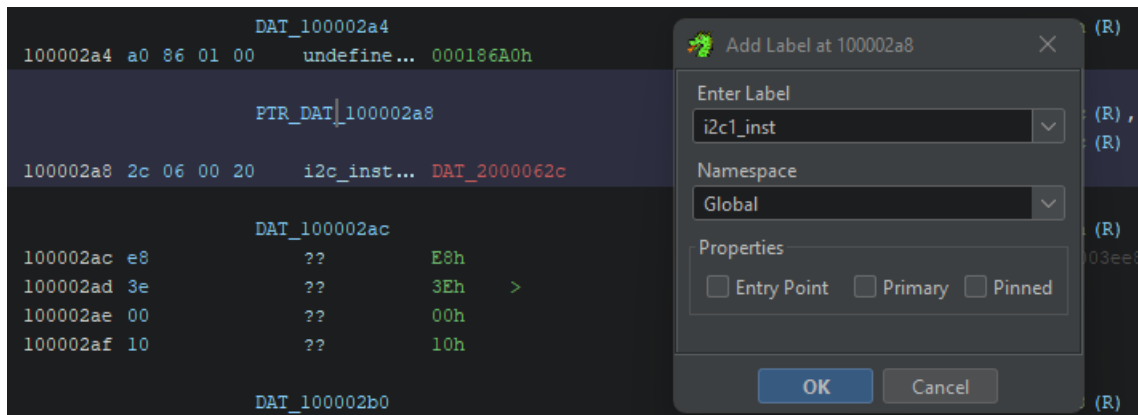 DAT_100002a4
(R)
100002a4 a0 86 01 00 undefine... 000186A0h
PTR_DAT_100002a8
(R),
(R)
100002a8 2c 06 00 20 i2c_inst... DAT_2000062c
DAT_100002ac
(R)
100002ac e8 ?? E8h
003ee8
100002ad 3e ?? 3Eh >
100002ae 00 ?? 00h
100002af 10 ?? 10h
DAT_100002b0
(R)
Add Label at 100002a8
Enter Label
i2c1_inst
Namespace
Global
Properties
Entry Point Primary Pinned
OK Cancel